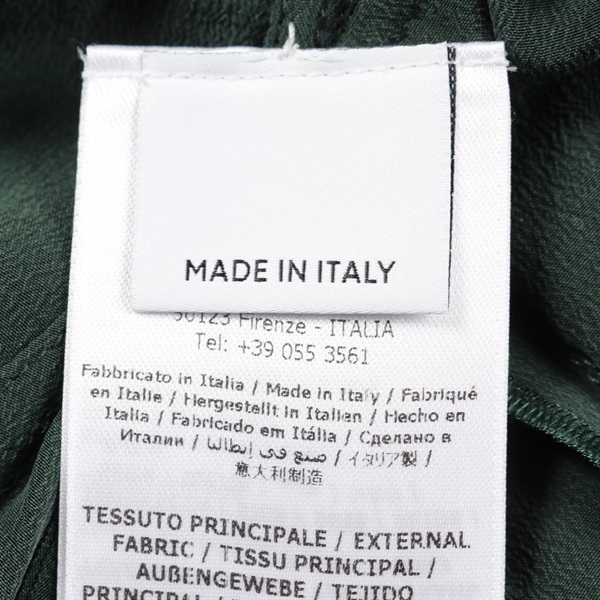 MADE IN ITALY
50123 Firenze - ITALIA
Tel: +39 055 3561
Fabbricato in Italia / Made in Italy / Fabriqué
en Italie / Hergestellt in Italien / Hecho en
Italia / Fabricado em Itália / Сделано в
Италии / صنع في إيطاليا / イタリア製 /
意大利制造
TESSUTO PRINCIPALE / EXTERNAL
FABRIC / TISSU PRINCIPAL /
AUßENGEWEBE / TEJIDO
PRINCIPAL /